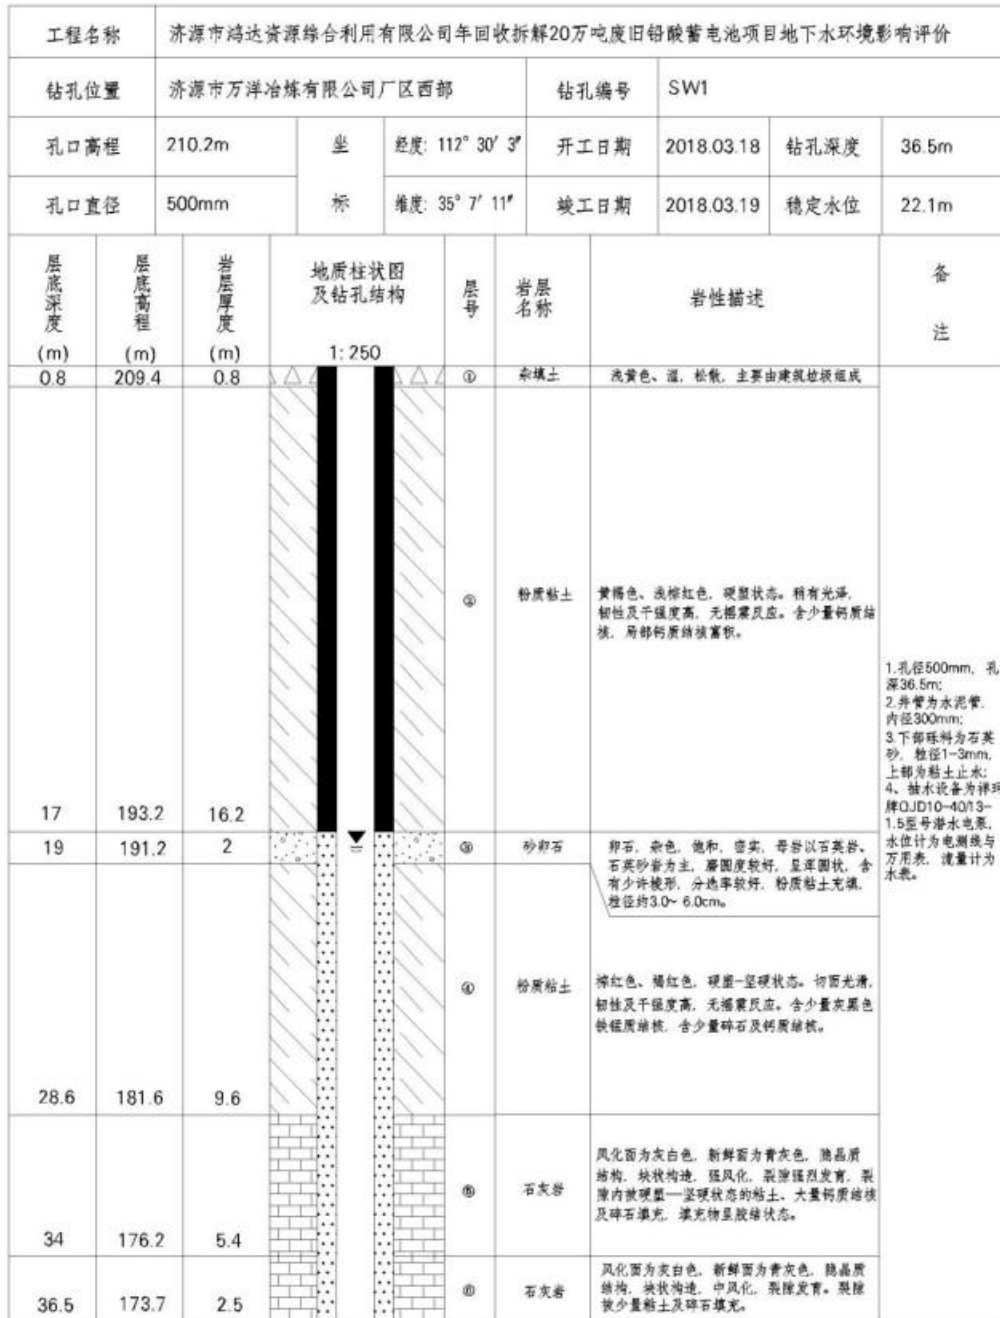 工程名称 济源市鸿达资源综合利用有限公司年回收拆解20万吨废旧铅酸蓄电池项目地下水环境影响评价
钻孔位置 济源市万洋冶炼有限公司厂区西部 钻孔编号 SW1
孔口高程 210.2m 坐 经度: 112° 30′ 3″ 开工日期 2018.03.18 钻孔深度 36.5m
孔口直径 500mm 标 维度: 35° 7′ 11″ 竣工日期 2018.03.19 稳定水位 22.1m
层底深度 (m) 层底高程 (m) 岩层厚度 (m) 地质柱状图
及钻孔结构
1:250
层号 岩层名称 岩性描述 备注
0.8 209.4 0.8 ① 杂填土 浅黄色、湿, 松散, 主要由建筑垃圾组成
17 193.2 16.2 ② 粉质粘土 黄褐色、浅棕红色, 硬塑状态。稍有光泽,
韧性及干强度高, 无摇震反应。含少量钙质结
核, 局部钙质结核富积。
19 191.2 2 ③ 砂卵石 卵石, 杂色, 饱和, 密实, 母岩以石英岩、
石英砂岩为主, 磨圆度较好, 呈浑圆状, 含
有少许棱形, 分选率较好, 粉质粘土充填,
粒径约3.0~6.0cm。
28.6 181.6 9.6 ④ 粉质粘土 棕红色、褐红色, 硬塑-坚硬状态。切面光滑,
韧性及干强度高, 无摇震反应。含少量灰黑色
铁锰质结核, 含少量碎石及钙质结核。
34 176.2 5.4 ⑤ 石灰岩 风化面为灰白色, 新鲜面为青灰色, 隐晶质
结构, 块状构造, 强风化, 裂隙强烈发育, 裂
隙内被硬塑—坚硬状态的粘土、大量钙质结核
及碎石填充, 填充物呈胶结状态。
36.5 173.7 2.5 ⑥ 石灰岩 风化面为灰白色, 新鲜面为青灰色, 隐晶质
结构, 块状构造, 中风化, 裂隙发育。裂隙
被少量粘土及碎石填充。
1.孔径500mm, 孔
深36.5m;
2.井管为水泥管,
内径300mm;
3.下部砾料为石英
砂, 粒径1-3mm,
上部为粘土止水;
4、抽水设备为祥
牌QJD10-40/13-
1.5型号潜水电泵,
水位计为电测线与
万用表, 流量计为
水表。